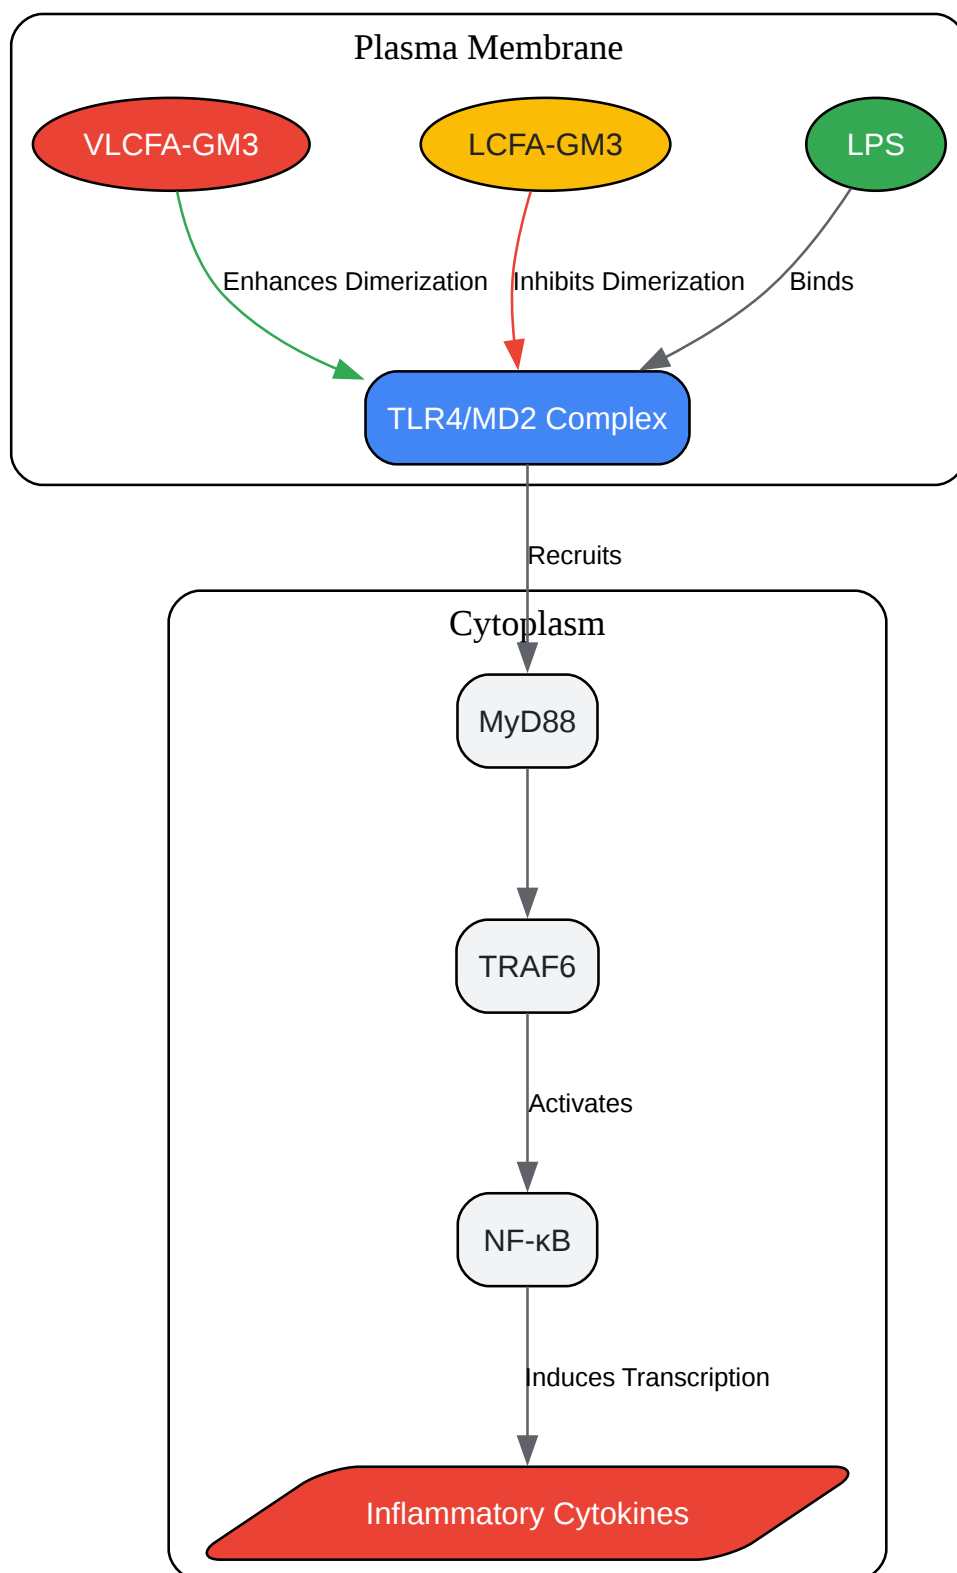 Plasma Membrane
VLCFA-GM3
LCFA-GM3
LPS
Enhances Dimerization
Inhibits Dimerization
Binds
TLR4/MD2 Complex
Recruits
Cytoplasm
MyD88
TRAF6
Activates
NF-κB
Induces Transcription
Inflammatory Cytokines